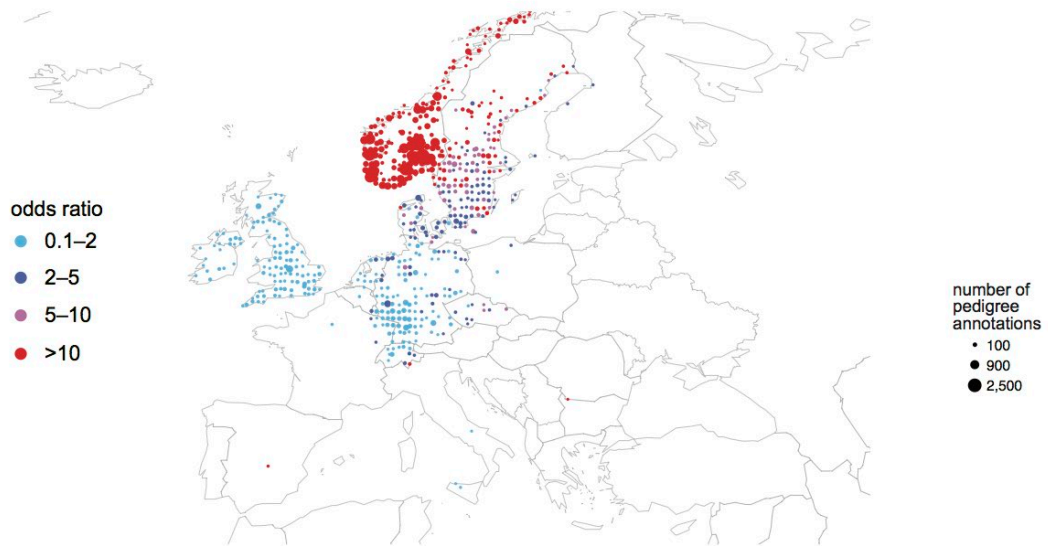 odds ratio
0.1–2
2–5
5–10
>10
number of
pedigree
annotations
100
900
2,500